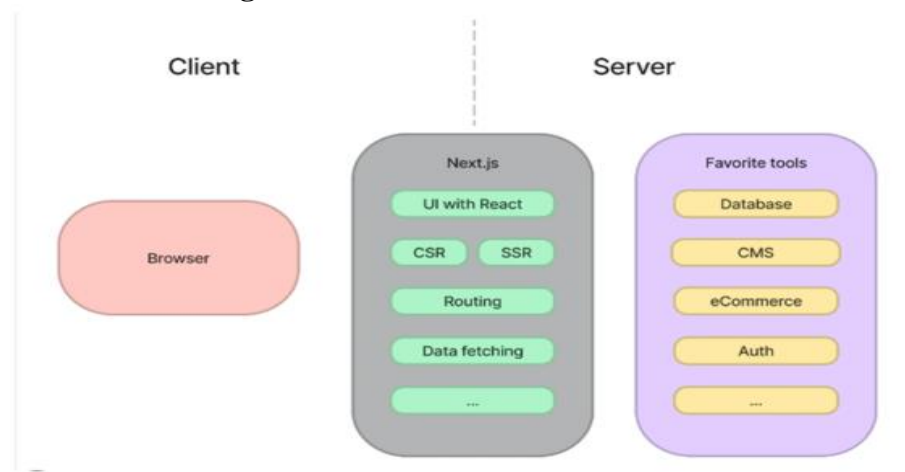 Client
Server
Next.js
UI with React
CSR
SSR
Routing
Data fetching
...
Browser
Favorite tools
Database
CMS
eCommerce
Auth
...